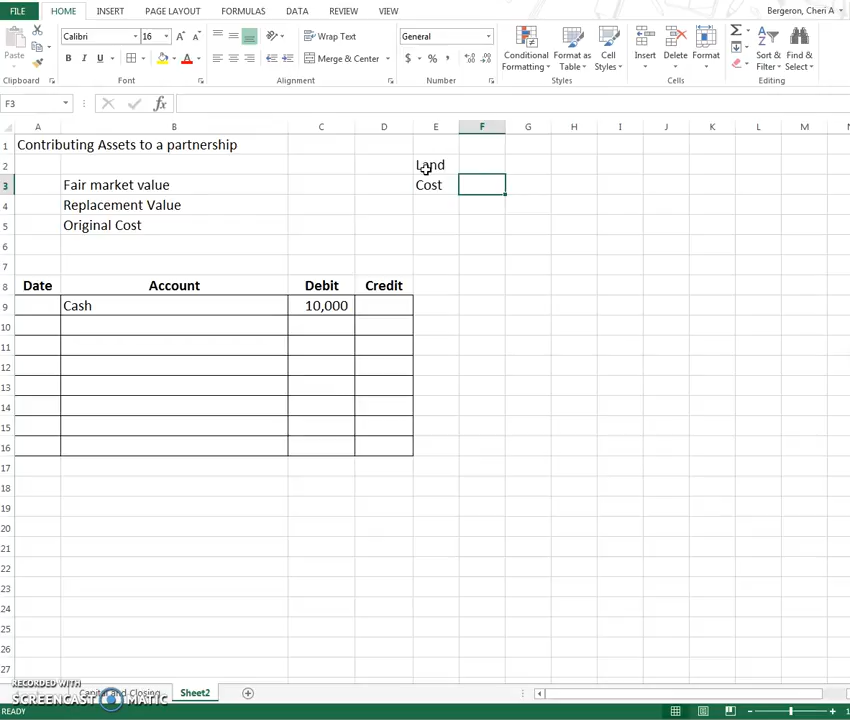 FILE HOME INSERT PAGE LAYOUT FORMULAS DATA REVIEW VIEW Bergeron, Cheri A
Calibri 16 A A Wrap Text General
Paste B I U A Merge & Center $ % , Conditional Formatting Format as Table Cell Styles Insert Delete Format Sort & Filter Find & Select
Clipboard Font Alignment Number Styles Cells Editing
F3 fx
A B C D E F G H I J K L M N
1 Contributing Assets to a partnership
2 Land
3 Fair market value Cost
4 Replacement Value
5 Original Cost
6
7
8 Date Account Debit Credit
9 Cash 10,000
10
11
12
13
14
15
16
17
18
19
20
21
22
23
24
25
26
27
RECORDED WITH
SCREENCAST MATIC
Capital and Closing Sheet2
READY